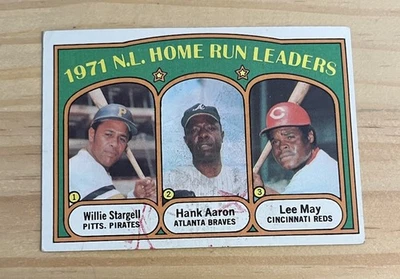 1971 N.L. HOME RUN LEADERS
P
A
C
1
2
3
Willie Stargell
PITTS. PIRATES
Hank Aaron
ATLANTA BRAVES
Lee May
CINCINNATI REDS